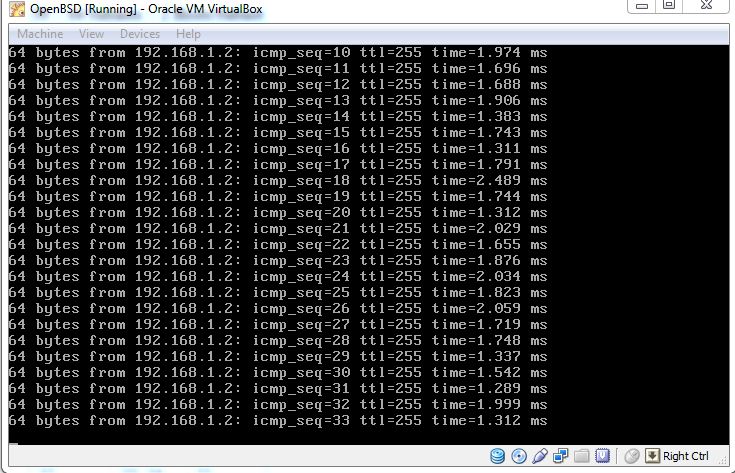 OpenBSD [Running] - Oracle VM VirtualBox
Machine View Devices Help
64 bytes from 192.168.1.2: icmp_seq=10 ttl=255 time=1.974 ms
64 bytes from 192.168.1.2: icmp_seq=11 ttl=255 time=1.696 ms
64 bytes from 192.168.1.2: icmp_seq=12 ttl=255 time=1.688 ms
64 bytes from 192.168.1.2: icmp_seq=13 ttl=255 time=1.906 ms
64 bytes from 192.168.1.2: icmp_seq=14 ttl=255 time=1.383 ms
64 bytes from 192.168.1.2: icmp_seq=15 ttl=255 time=1.743 ms
64 bytes from 192.168.1.2: icmp_seq=16 ttl=255 time=1.311 ms
64 bytes from 192.168.1.2: icmp_seq=17 ttl=255 time=1.791 ms
64 bytes from 192.168.1.2: icmp_seq=18 ttl=255 time=2.489 ms
64 bytes from 192.168.1.2: icmp_seq=19 ttl=255 time=1.744 ms
64 bytes from 192.168.1.2: icmp_seq=20 ttl=255 time=1.312 ms
64 bytes from 192.168.1.2: icmp_seq=21 ttl=255 time=2.029 ms
64 bytes from 192.168.1.2: icmp_seq=22 ttl=255 time=1.655 ms
64 bytes from 192.168.1.2: icmp_seq=23 ttl=255 time=1.876 ms
64 bytes from 192.168.1.2: icmp_seq=24 ttl=255 time=2.034 ms
64 bytes from 192.168.1.2: icmp_seq=25 ttl=255 time=1.823 ms
64 bytes from 192.168.1.2: icmp_seq=26 ttl=255 time=2.059 ms
64 bytes from 192.168.1.2: icmp_seq=27 ttl=255 time=1.719 ms
64 bytes from 192.168.1.2: icmp_seq=28 ttl=255 time=1.748 ms
64 bytes from 192.168.1.2: icmp_seq=29 ttl=255 time=1.337 ms
64 bytes from 192.168.1.2: icmp_seq=30 ttl=255 time=1.542 ms
64 bytes from 192.168.1.2: icmp_seq=31 ttl=255 time=1.289 ms
64 bytes from 192.168.1.2: icmp_seq=32 ttl=255 time=1.999 ms
64 bytes from 192.168.1.2: icmp_seq=33 ttl=255 time=1.312 ms
Right Ctrl